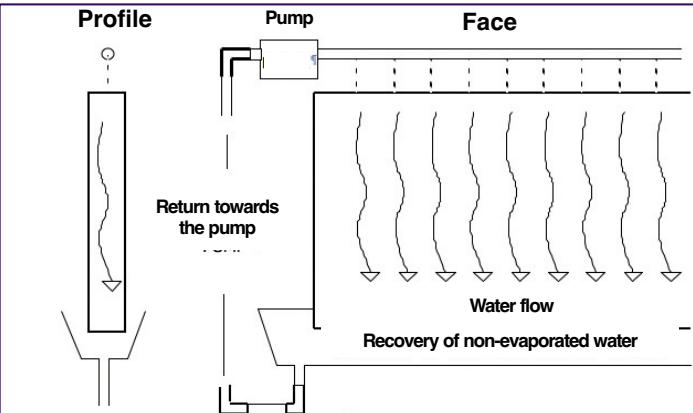 Profile
Pump
Face
Return towards
the pump
Water flow
Recovery of non-evaporated water